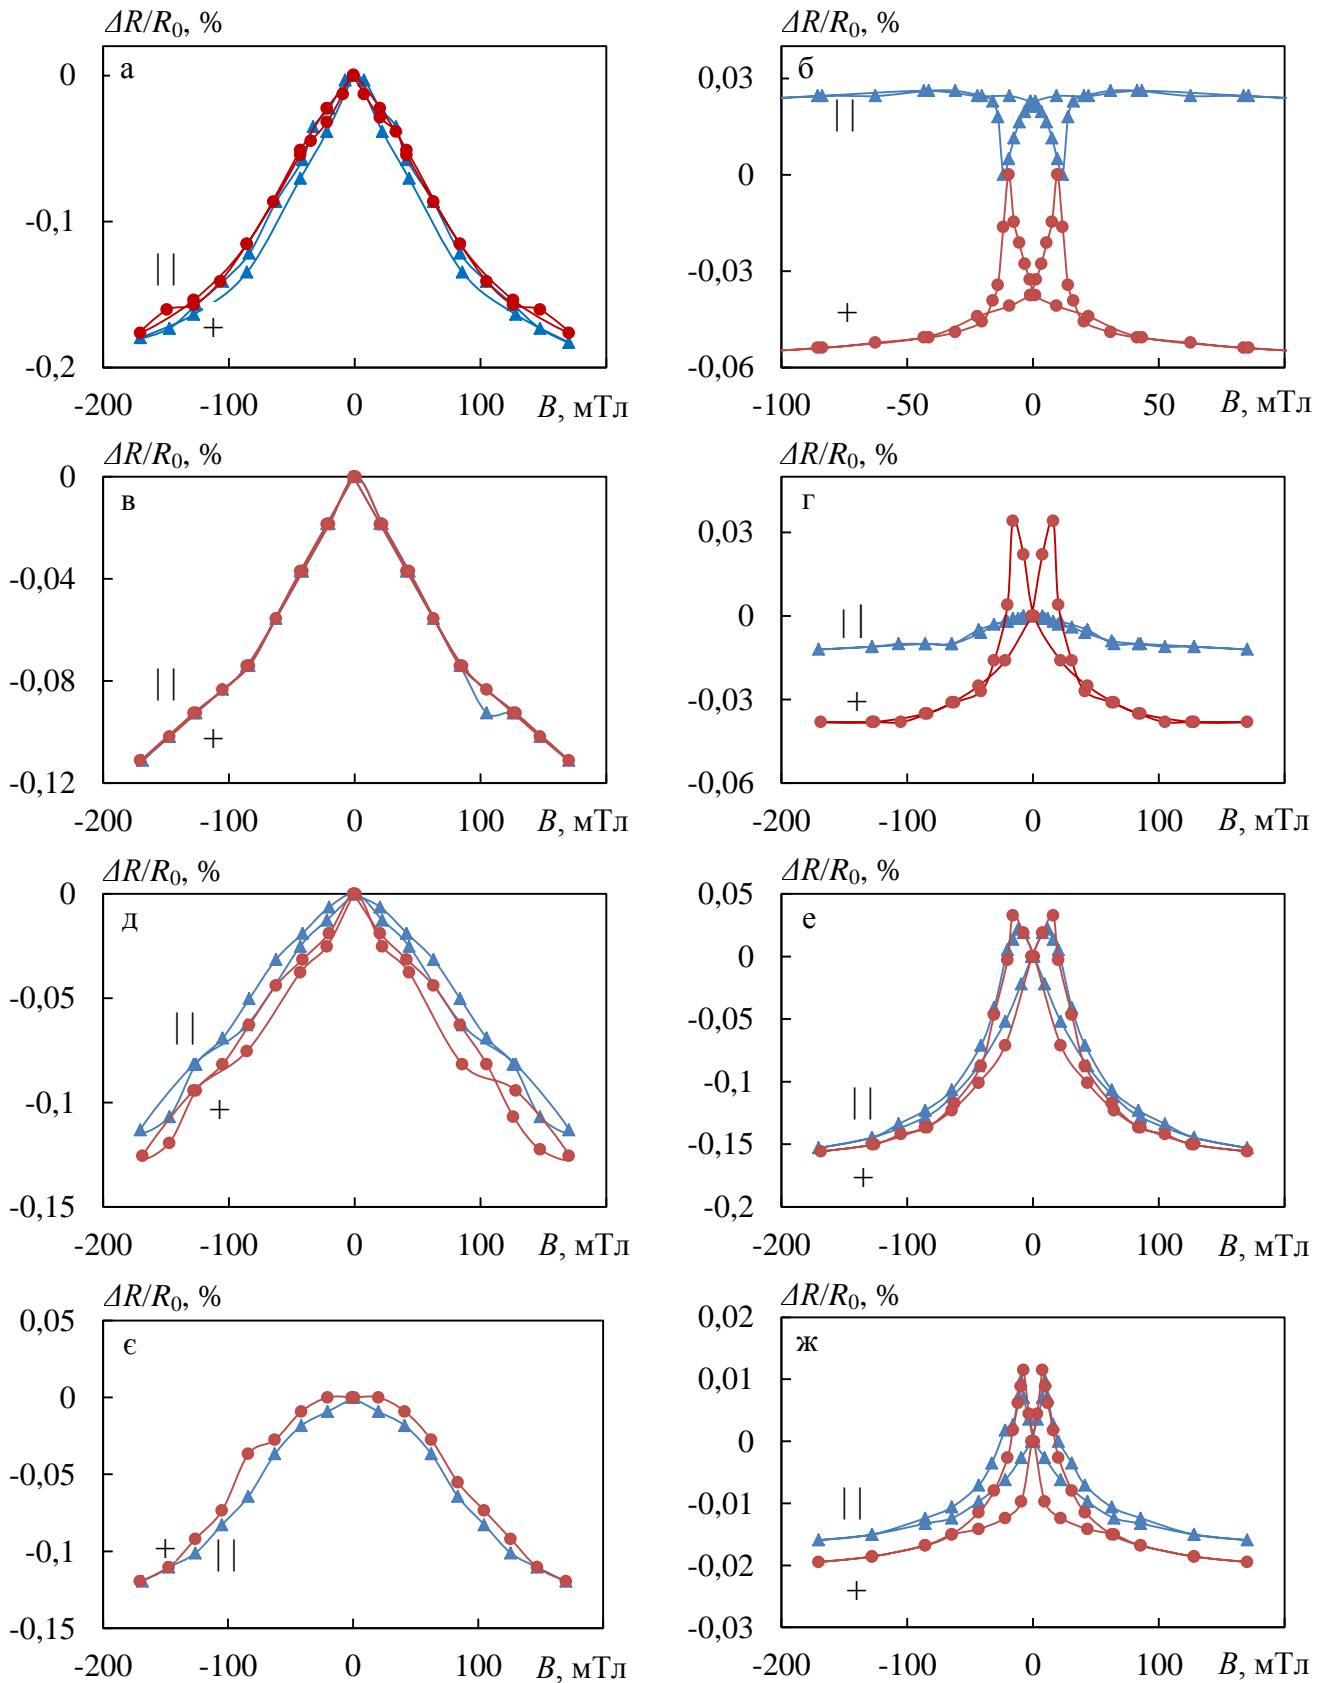 ΔR/R₀, %
а
0
-0,1
-0,2
||
+
-200 -100 0 100 B, мТл
ΔR/R₀, %
б
0,03
0
-0,03
-0,06
||
+
-100 -50 0 50 B, мТл
ΔR/R₀, %
в
0
-0,04
-0,08
-0,12
||
+
-200 -100 0 100 B, мТл
ΔR/R₀, %
г
0,03
0
-0,03
-0,06
||
+
-200 -100 0 100 B, мТл
ΔR/R₀, %
д
0
-0,05
-0,1
-0,15
||
+
-200 -100 0 100 B, мТл
ΔR/R₀, %
е
0,05
0
-0,05
-0,1
-0,15
-0,2
||
+
-200 -100 0 100 B, мТл
ΔR/R₀, %
0,05
є
0
-0,05
-0,1
-0,15
+
||
-200 -100 0 100 B, мТл
ΔR/R₀, %
0,02
ж
0,01
0
-0,01
-0,02
-0,03
||
+
-200 -100 0 100 B, мТл